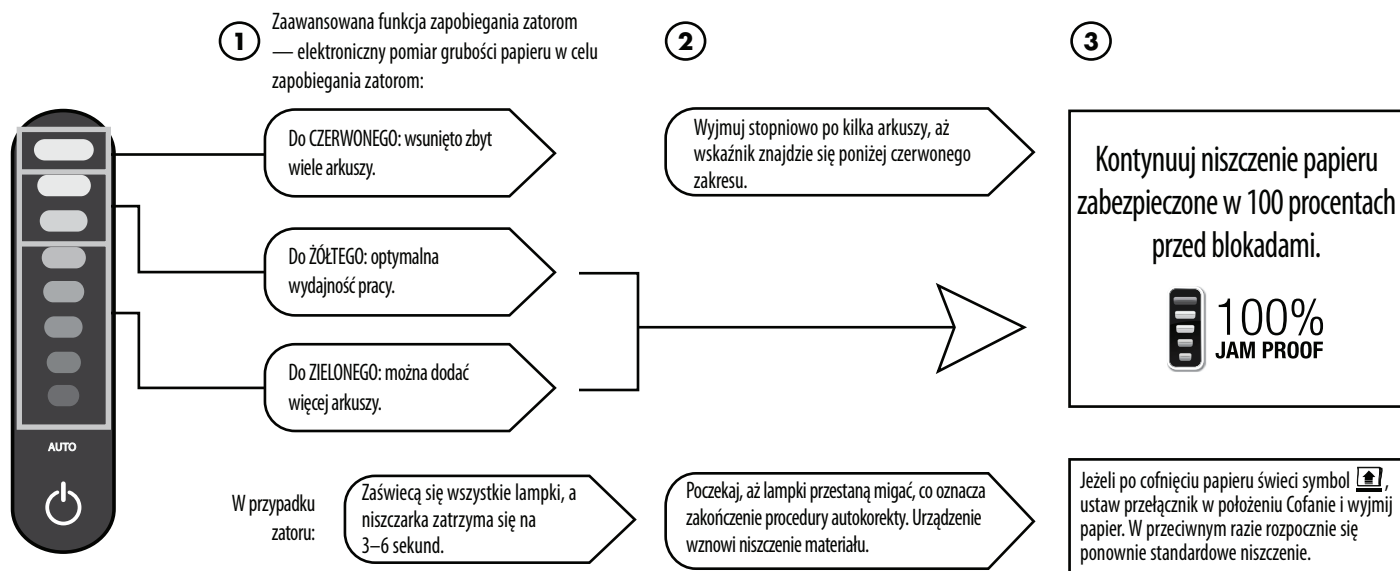 1
Zaawansowana funkcja zapobiegania zatorom
— elektroniczny pomiar grubości papieru w celu
zapobiegania zatorom:
2
3
Do CZERWONEGO: wsunięto zbyt
wiele arkuszy.
Wyjmuj stopniowo po kilka arkuszy, aż
wskaźnik znajdzie się poniżej czerwonego
zakresu.
Do ŻÓŁTEGO: optymalna
wydajność pracy.
Do ZIELONEGO: można dodać
więcej arkuszy.
Kontynuuj niszczenie papieru
zabezpieczone w 100 procentach
przed blokadami.
100%
JAM PROOF
AUTO
W przypadku
zatoru:
Zaświecą się wszystkie lampki, a
niszczarka zatrzyma się na
3–6 sekund.
Poczekaj, aż lampki przestaną migać, co oznacza
zakończenie procedury autokorekty. Urządzenie
wznowi niszczenie materiału.
Jeżeli po cofnięciu papieru świeci symbol ,
ustaw przełącznik w położeniu Cofanie i wyjmij
papier. W przeciwnym razie rozpocznie się
ponownie standardowe niszczenie.